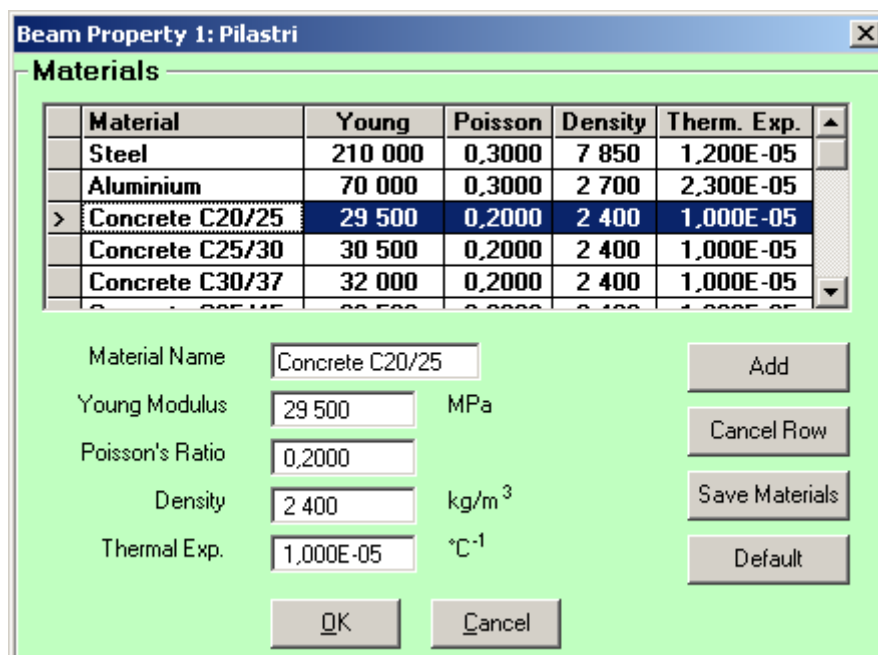 Beam Property 1: Pilastri
Materials
Material Young Poisson Density Therm. Exp.
Steel 210 000 0,3000 7 850 1,200E-05
Aluminium 70 000 0,3000 2 700 2,300E-05
> Concrete C20/25 29 500 0,2000 2 400 1,000E-05
Concrete C25/30 30 500 0,2000 2 400 1,000E-05
Concrete C30/37 32 000 0,2000 2 400 1,000E-05
Material Name Concrete C20/25 Add
Young Modulus 29 500 MPa
Cancel Row
Poisson's Ratio 0,2000
Density 2 400 kg/m³ Save Materials
Thermal Exp. 1,000E-05 °C⁻¹ Default
OK Cancel